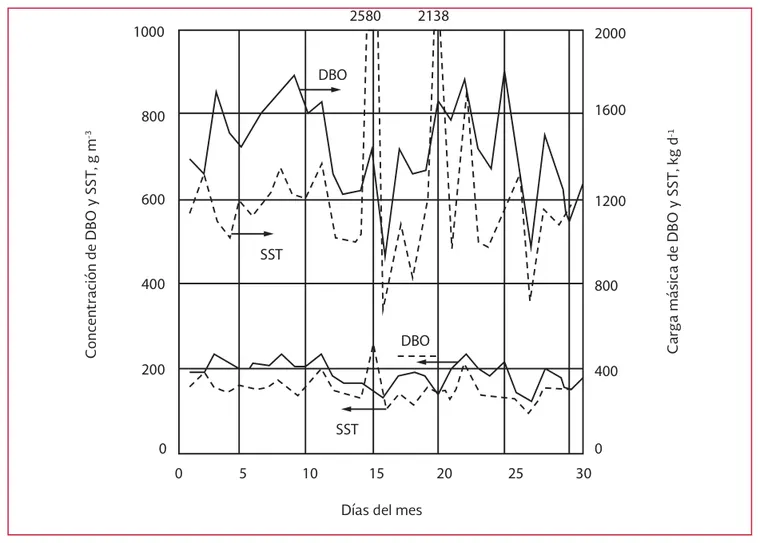 2580 2138
1000 2000
DBO
800 1600
Concentración de DBO y SST, g m-3
Carga másica de DBO y SST, kg d-1
600 1200
SST
400 800
DBO
200 400
SST
0 0
0 5 10 15 20 25 30
Días del mes